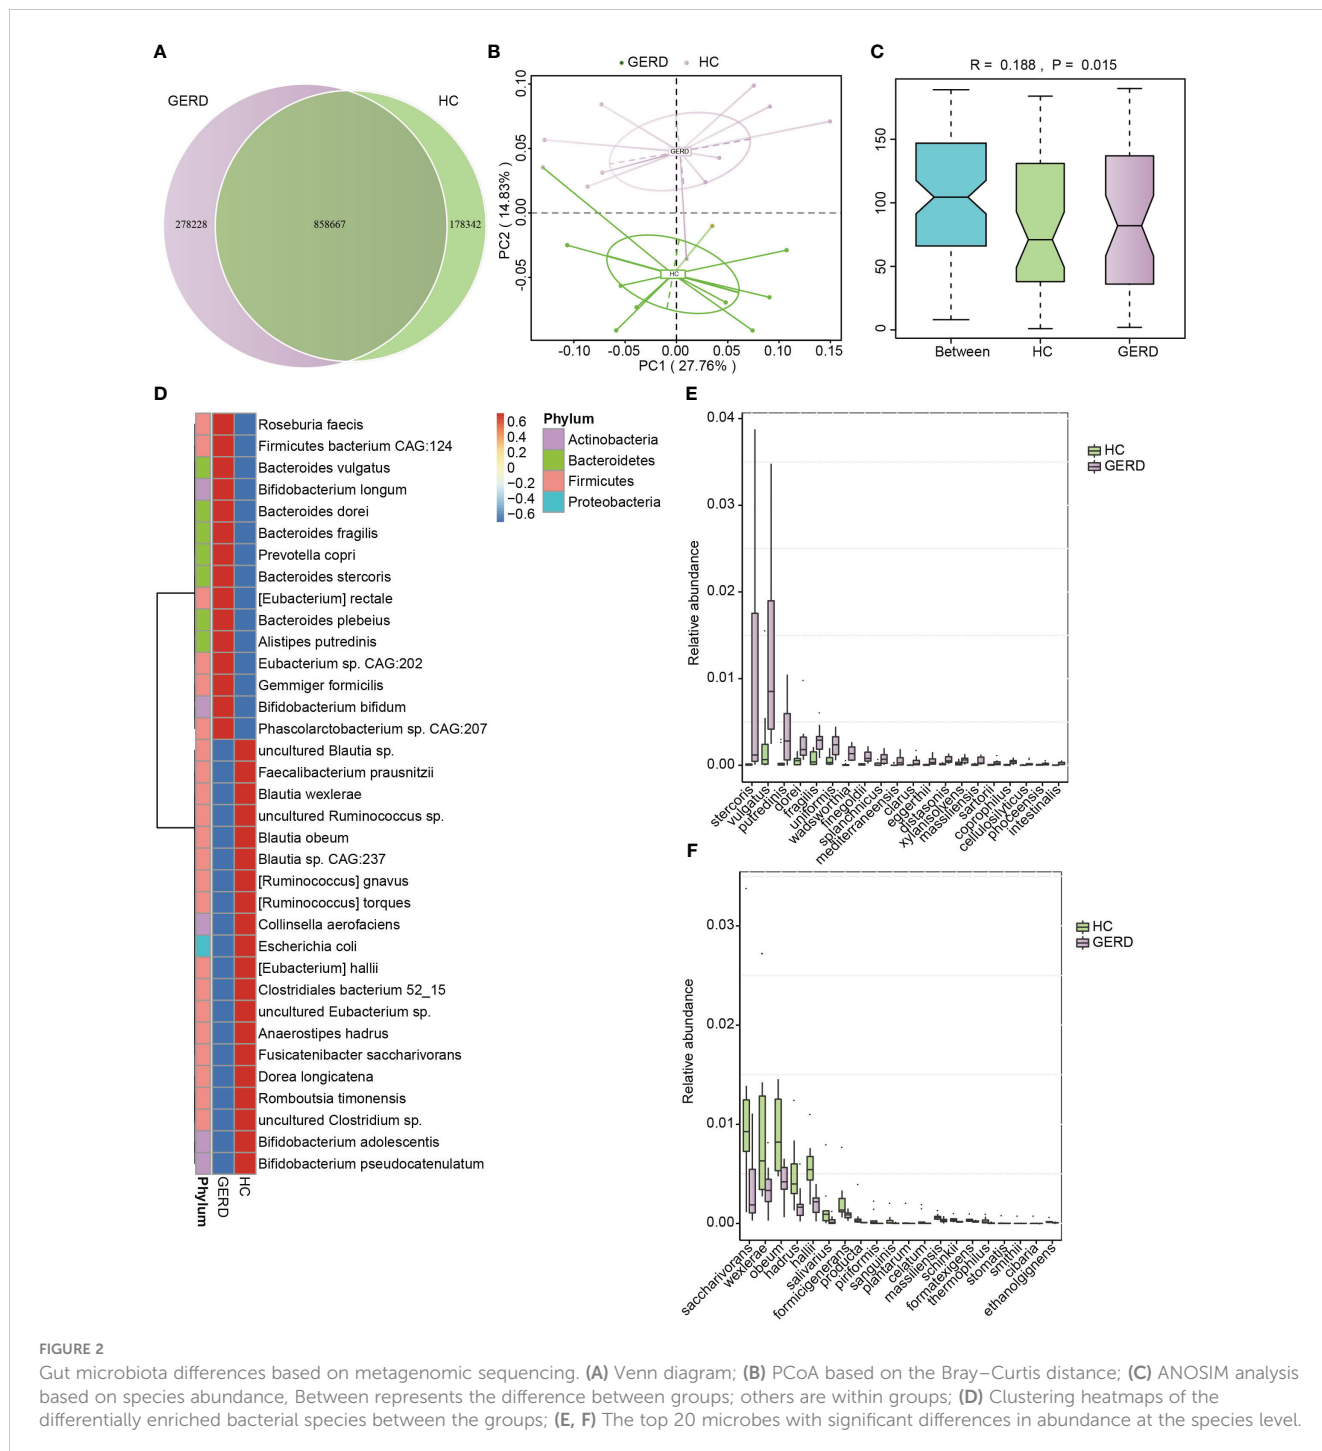 A
GERD
HC
278228
858667
178342
B
GERD HC
PC2 ( 14.83% )
0.10
0.05
0.00
-0.05
GERD
HC
-0.10 -0.05 0.00 0.05 0.10 0.15
PC1 ( 27.76% )
C
R = 0.188 , P = 0.015
150
100
50
0
Between HC GERD
D
Roseburia faecis
Firmicutes bacterium CAG:124
Bacteroides vulgatus
Bifidobacterium longum
Bacteroides dorei
Bacteroides fragilis
Prevotella copri
Bacteroides stercoris
[Eubacterium] rectale
Bacteroides plebeius
Alistipes putredinis
Eubacterium sp. CAG:202
Gemmiger formicilis
Bifidobacterium bifidum
Phascolarctobacterium sp. CAG:207
uncultured Blautia sp.
Faecalibacterium prausnitzii
Blautia wexlerae
uncultured Ruminococcus sp.
Blautia obeum
Blautia sp. CAG:237
[Ruminococcus] gnavus
[Ruminococcus] torques
Collinsella aerofaciens
Escherichia coli
[Eubacterium] hallii
Clostridiales bacterium 52_15
uncultured Eubacterium sp.
Anaerostipes hadrus
Fusicatenibacter saccharivorans
Dorea longicatena
Romboutsia timonensis
uncultured Clostridium sp.
Bifidobacterium adolescentis
Bifidobacterium pseudocatenulatum
Phylum GERD HC
0.6
0.4
0.2
0
−0.2
−0.4
−0.6
Phylum
Actinobacteria
Bacteroidetes
Firmicutes
Proteobacteria
E
Relative abundance
0.04
0.03
0.02
0.01
0.00
HC
GERD
stercoris
vulgatus
putredinis
dorei
fragilis
uniformis
wadsworthia
finegoldii
splanchnicus
mediterraneensis
clarus
eggerthii
distasonis
xylanisolvens
massiliensis
sartorii
coprophilus
cellulosilyticus
phoceensis
intestinalis
F
Relative abundance
0.03
0.02
0.01
0.00
HC
GERD
saccharivorans
wexlerae
obeum
hadrus
hallii
salivarius
formicigenerans
producta
piriformis
sanguinis
plantarum
celatum
massiliensis
schinkii
formatexigens
thermophilus
stomatis
smithii
cibaria
ethanolgignens
FIGURE 2
Gut microbiota differences based on metagenomic sequencing. (A) Venn diagram; (B) PCoA based on the Bray–Curtis distance; (C) ANOSIM analysis
based on species abundance, Between represents the difference between groups; others are within groups; (D) Clustering heatmaps of the
differentially enriched bacterial species between the groups; (E, F) The top 20 microbes with significant differences in abundance at the species level.